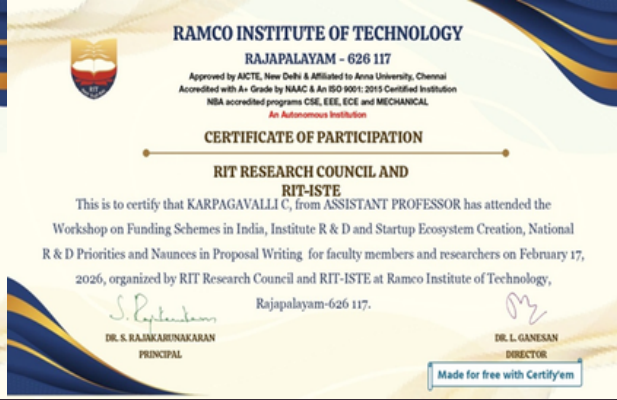 RAMCO INSTITUTE OF TECHNOLOGY
RAJAPALAYAM - 626 117
Approved by AICTE, New Delhi & Affiliated to Anna University, Chennai
Accredited with A+ Grade by NAAC & An ISO 9001: 2015 Ceritified Institution
NBA accredited programs CSE, EEE, ECE and MECHANICAL
An Autonomous Institution
RIT
CERTIFICATE OF PARTICIPATION
RIT RESEARCH COUNCIL AND
RIT-ISTE
This is to certify that KARPAGAVALLI C, from ASSISTANT PROFESSOR has attended the
Workshop on Funding Schemes in India, Institute R & D and Startup Ecosystem Creation, National
R & D Priorities and Naunces in Proposal Writing for faculty members and researchers on February 17,
2026, organized by RIT Research Council and RIT-ISTE at Ramco Institute of Technology,
Rajapalayam-626 117.
DR. S. RAJAKARUNAKARAN
PRINCIPAL
DR. L. GANESAN
DIRECTOR
Made for free with Certify'em